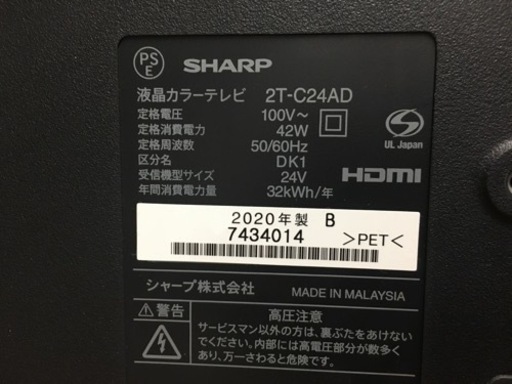 PS
E
SHARP
液晶カラーテレビ 2T-C24AD
定格電圧 100V～
定格消費電力 42W
定格周波数 50/60Hz
区分名 DK1
受信機型サイズ 24V
年間消費電力量 32kWh/年
UL Japan
HDMI
2020年製 B
7434014 >PET<
シャープ株式会社 MADE IN MALAYSIA
⚠警告 高圧注意
サービスマン以外の方は、裏ぶたをあけない
でください。内部には高電圧部分が数多く
あり、万一さわると危険です。